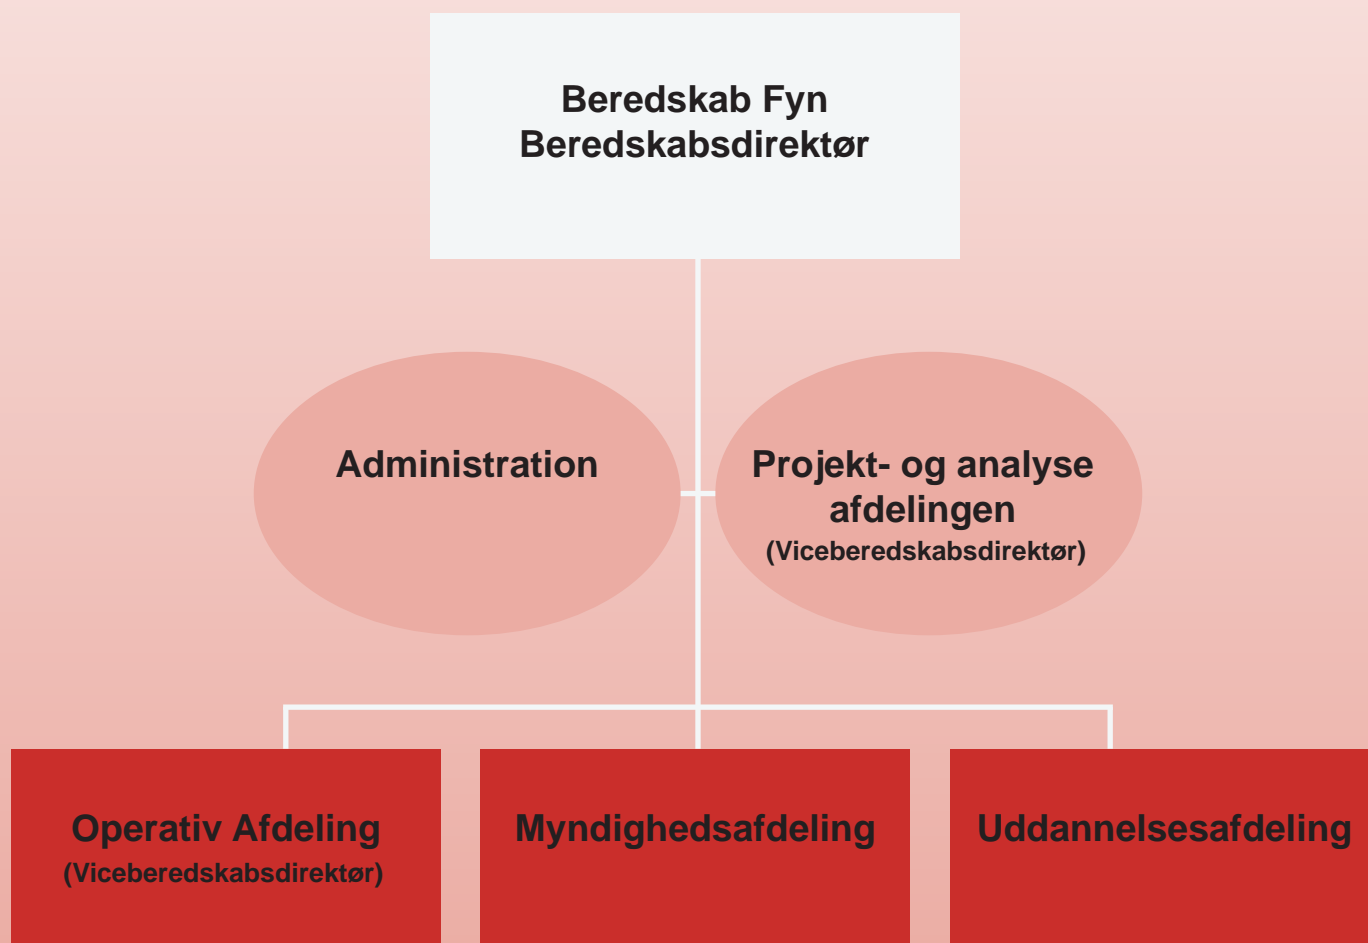 Beredskab Fyn
Beredskabsdirektør
Administration
Projekt- og analyse
afdelingen
(Viceberedskabsdirektør)
Operativ Afdeling
(Viceberedskabsdirektør)
Myndighedsafdeling
Uddannelsesafdeling